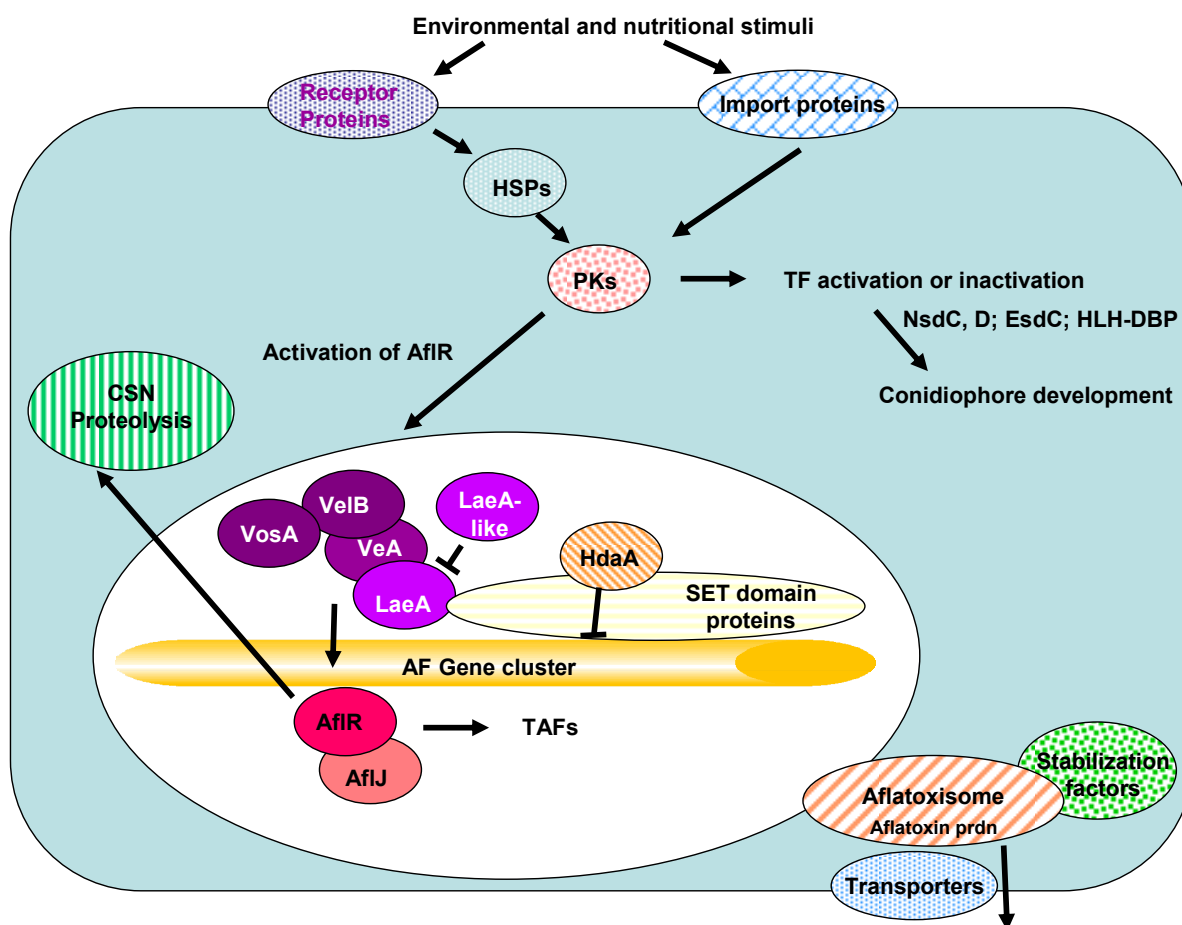 Environmental and nutritional stimuli
Receptor
Proteins
Import proteins
HSPs
PKs
TF activation or inactivation
NsdC, D; EsdC; HLH-DBP
Activation of AflR
Conidiophore development
CSN
Proteolysis
VelB
LaeA-
like
VosA
VeA
HdaA
LaeA
SET domain
proteins
AF Gene cluster
AflR
TAFs
AflJ
Stabilization
factors
Aflatoxisome
Aflatoxin prdn
Transporters